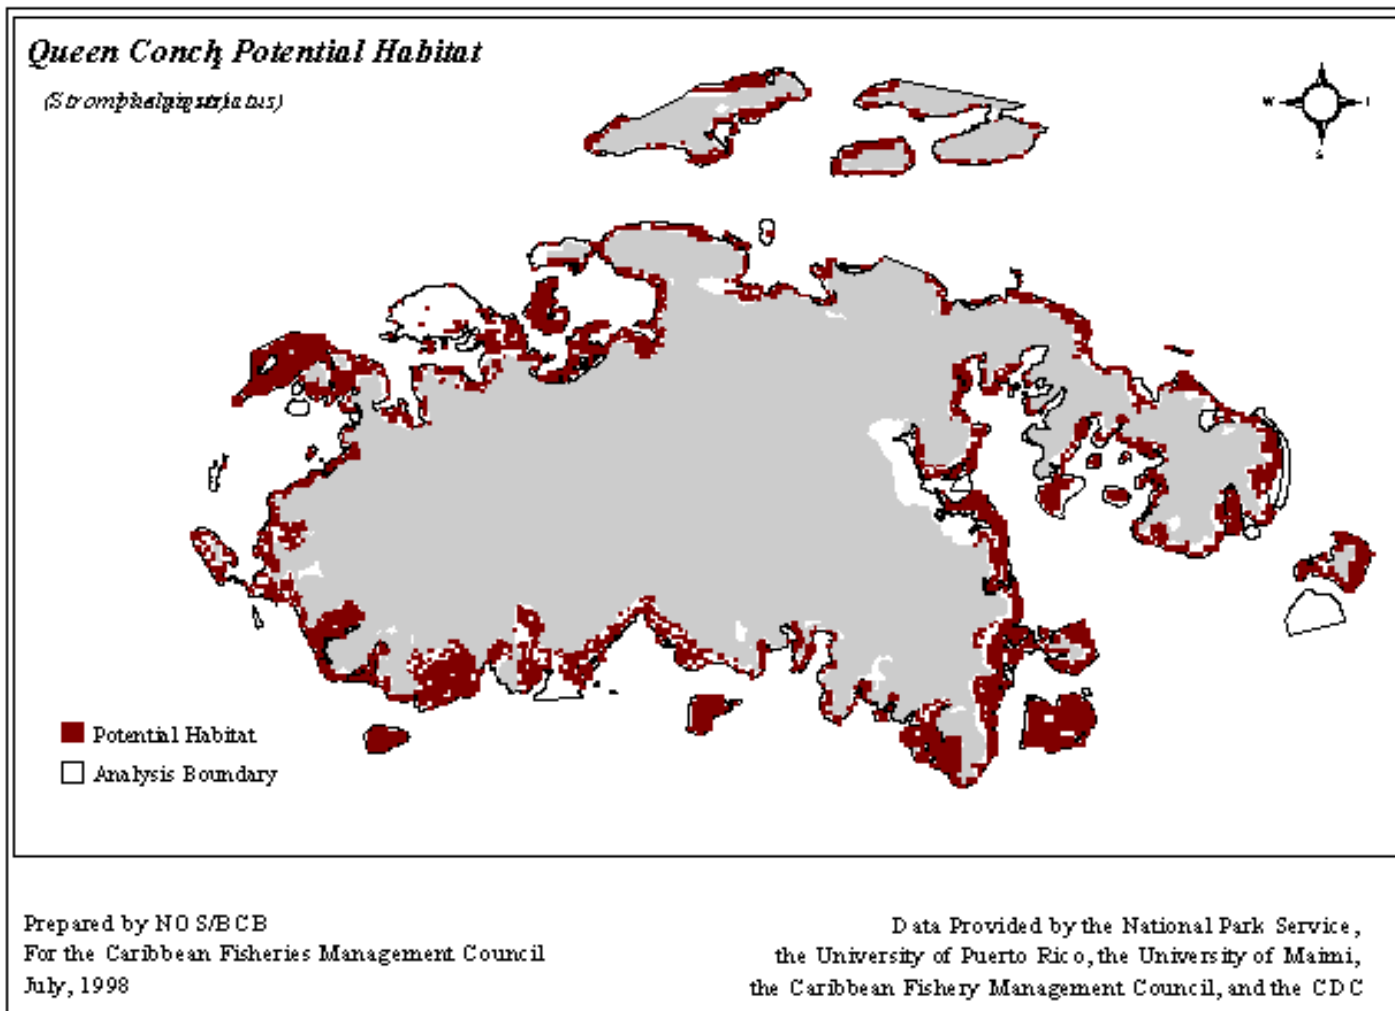 Queen Conch, Potential Habitat
W
S
Potential Habitat
Analysis Boundary
Prepared by NOS/BCB
For the Caribbean Fisheries Management Council
July, 1998
Data Provided by the National Park Service,
the University of Puerto Rico, the University of Maimi,
the Caribbean Fishery Management Council, and the CDC